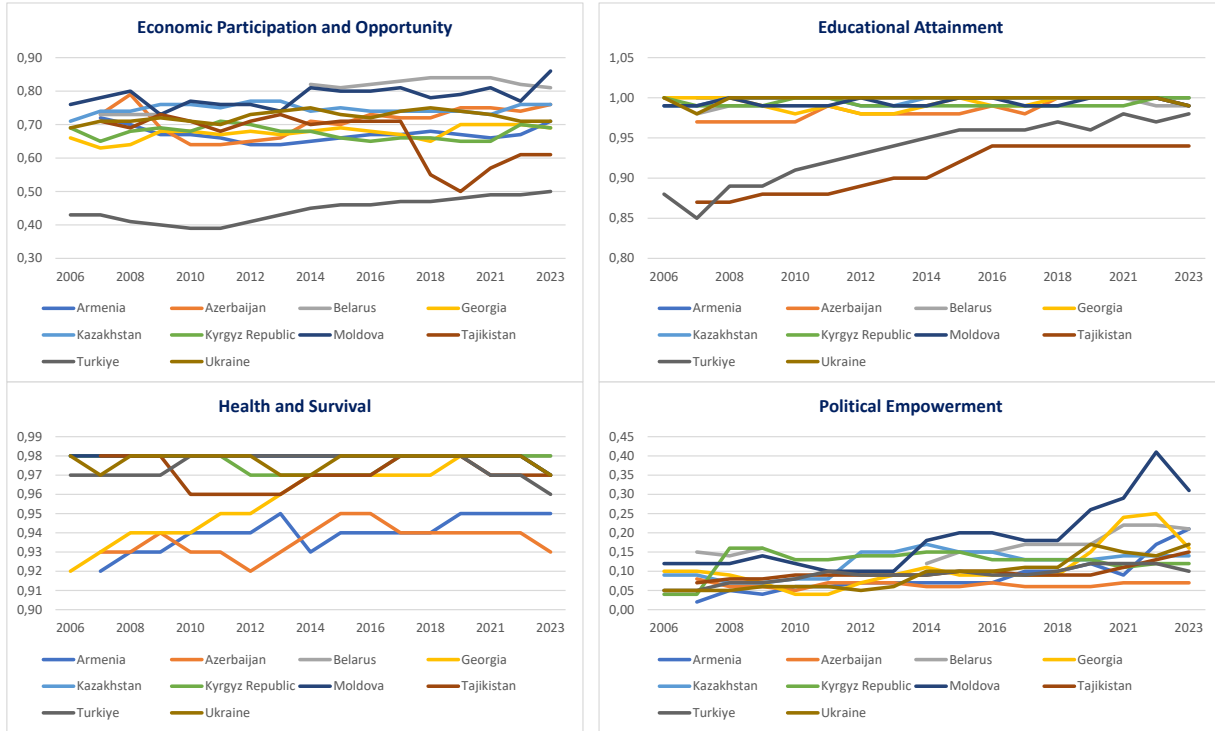 Economic Participation and Opportunity
0,90
0,80
0,70
0,60
0,50
0,40
0,30
2006 2008 2010 2012 2014 2016 2018 2021 2023
Armenia Azerbaijan Belarus Georgia
Kazakhstan Kyrgyz Republic Moldova Tajikistan
Turkiye Ukraine
Educational Attainment
1,05
1,00
0,95
0,90
0,85
0,80
2006 2008 2010 2012 2014 2016 2018 2021 2023
Armenia Azerbaijan Belarus Georgia
Kazakhstan Kyrgyz Republic Moldova Tajikistan
Turkiye Ukraine
Health and Survival
0,99
0,98
0,97
0,96
0,95
0,94
0,93
0,92
0,91
0,90
2006 2008 2010 2012 2014 2016 2018 2021 2023
Armenia Azerbaijan Belarus Georgia
Kazakhstan Kyrgyz Republic Moldova Tajikistan
Turkiye Ukraine
Political Empowerment
0,45
0,40
0,35
0,30
0,25
0,20
0,15
0,10
0,05
0,00
2006 2008 2010 2012 2014 2016 2018 2021 2023
Armenia Azerbaijan Belarus Georgia
Kazakhstan Kyrgyz Republic Moldova Tajikistan
Turkiye Ukraine